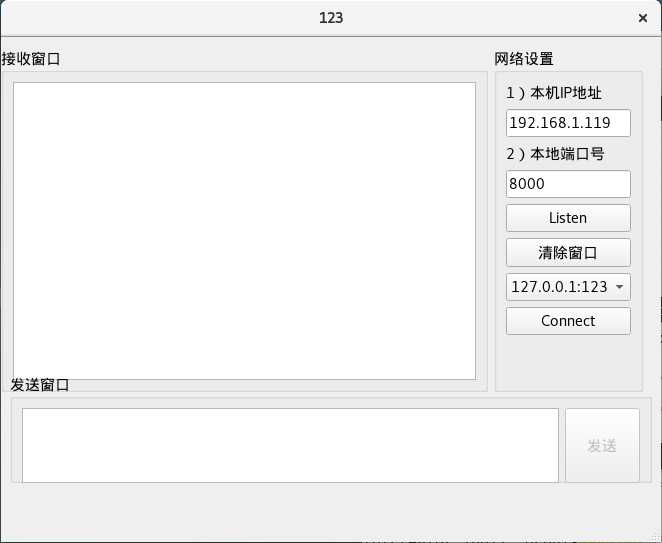 123
接收窗口
网络设置
1）本机IP地址
192.168.1.119
2）本地端口号
8000
Listen
清除窗口
127.0.0.1:123
Connect
发送窗口
发送